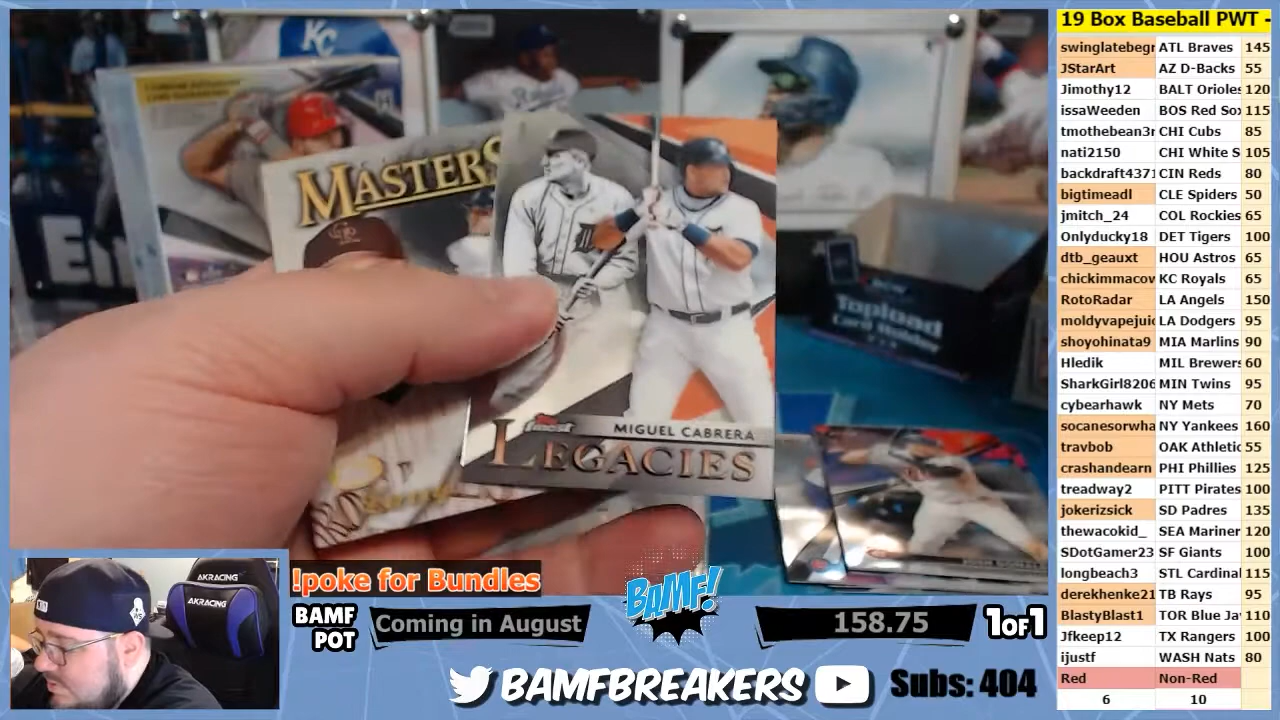 19 Box Baseball PWT -
swinglatebegr ATL Braves 145
JStarArt AZ D-Backs 55
Jimothy12 BALT Orioles 120
issaWeeden BOS Red Sox 115
tmothebean3r CHI Cubs 85
nati2150 CHI White S 105
backdraft4371 CIN Reds 80
bigtimeadl CLE Spiders 50
jmitch_24 COL Rockies 65
Onlyducky18 DET Tigers 100
dtb_geauxt HOU Astros 65
chickimmacov KC Royals 65
RotoRadar LA Angels 150
moldyvapejuic LA Dodgers 95
shoyohinata9 MIA Marlins 90
Hledik MIL Brewers 60
SharkGirl8206 MIN Twins 95
cybearhawk NY Mets 70
socanesorwha NY Yankees 160
travbob OAK Athletic 55
crashandearn PHI Phillies 125
treadway2 PITT Pirates 100
jokerizsick SD Padres 135
thewacokid_ SEA Mariner 120
SDotGamer23 SF Giants 100
longbeach3 STL Cardinal 115
derekhenke21 TB Rays 95
BlastyBlast1 TOR Blue Ja 110
Jfkeep12 TX Rangers 100
ijustf WASH Nats 80
Red Non-Red
6 10
KC
MASTERS
MIGUEL CABRERA
LEGACIES
Topload
Card Holder
AKRACING
AKRACING
!poke for Bundles
BAMF
POT
Coming in August
BAMF!
158.75
1OF1
BAMFBREAKERS
Subs: 404